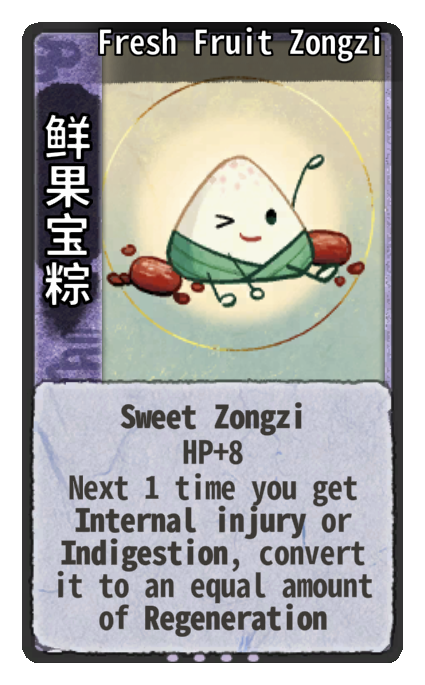 Fresh Fruit Zongzi
鲜果宝粽
Sweet Zongzi
HP+8
Next 1 time you get
Internal injury or
Indigestion, convert
it to an equal amount
of Regeneration